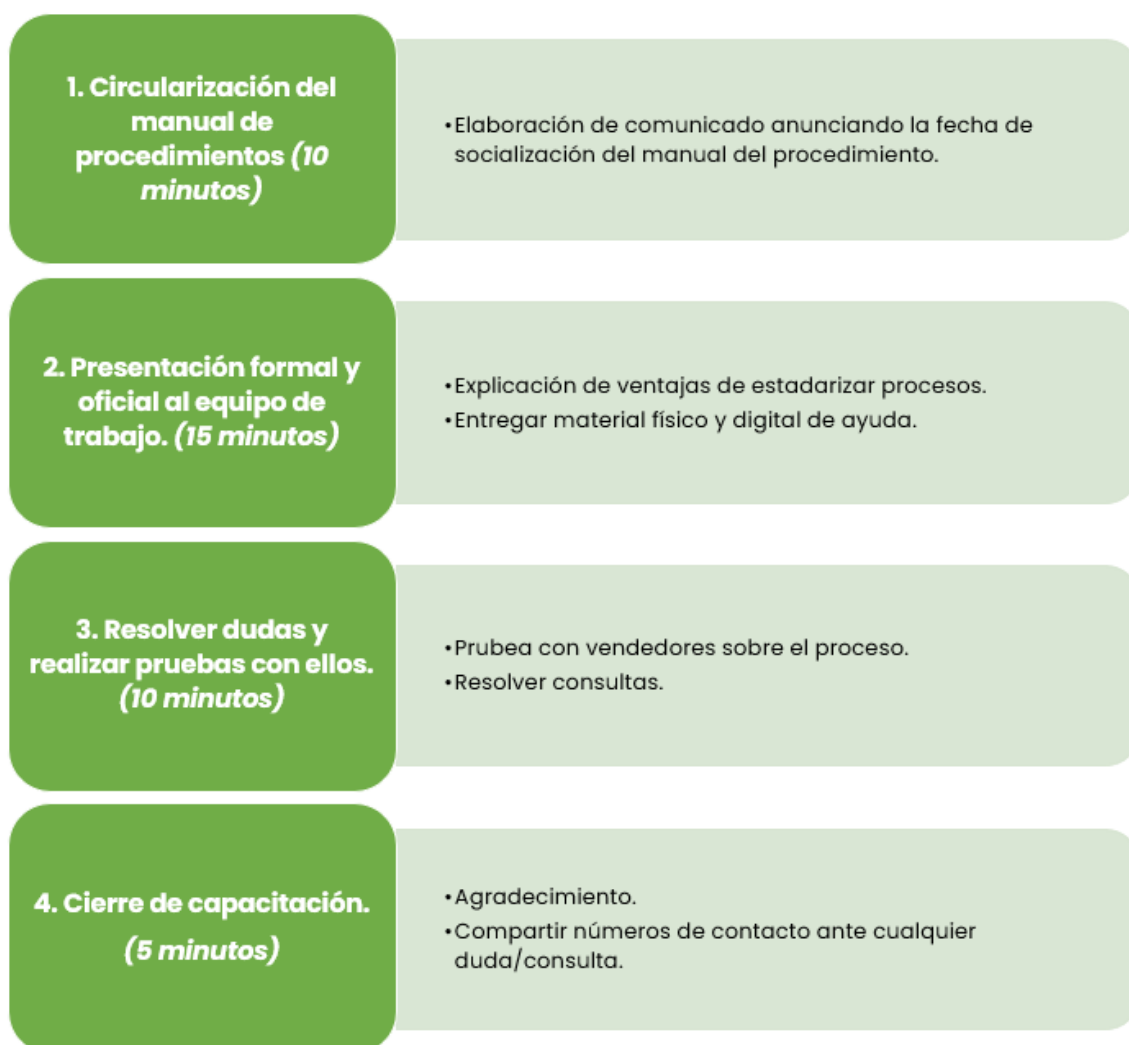 1. Circularización del
manual de
procedimientos (10
minutos)
•Elaboración de comunicado anunciando la fecha de
socialización del manual del procedimiento.
2. Presentación formal y
oficial al equipo de
trabajo. (15 minutos)
•Explicación de ventajas de estadarizar procesos.
•Entregar material físico y digital de ayuda.
3. Resolver dudas y
realizar pruebas con ellos.
(10 minutos)
•Prubea con vendedores sobre el proceso.
•Resolver consultas.
4. Cierre de capacitación.
(5 minutos)
•Agradecimiento.
•Compartir números de contacto ante cualquier
duda/consulta.